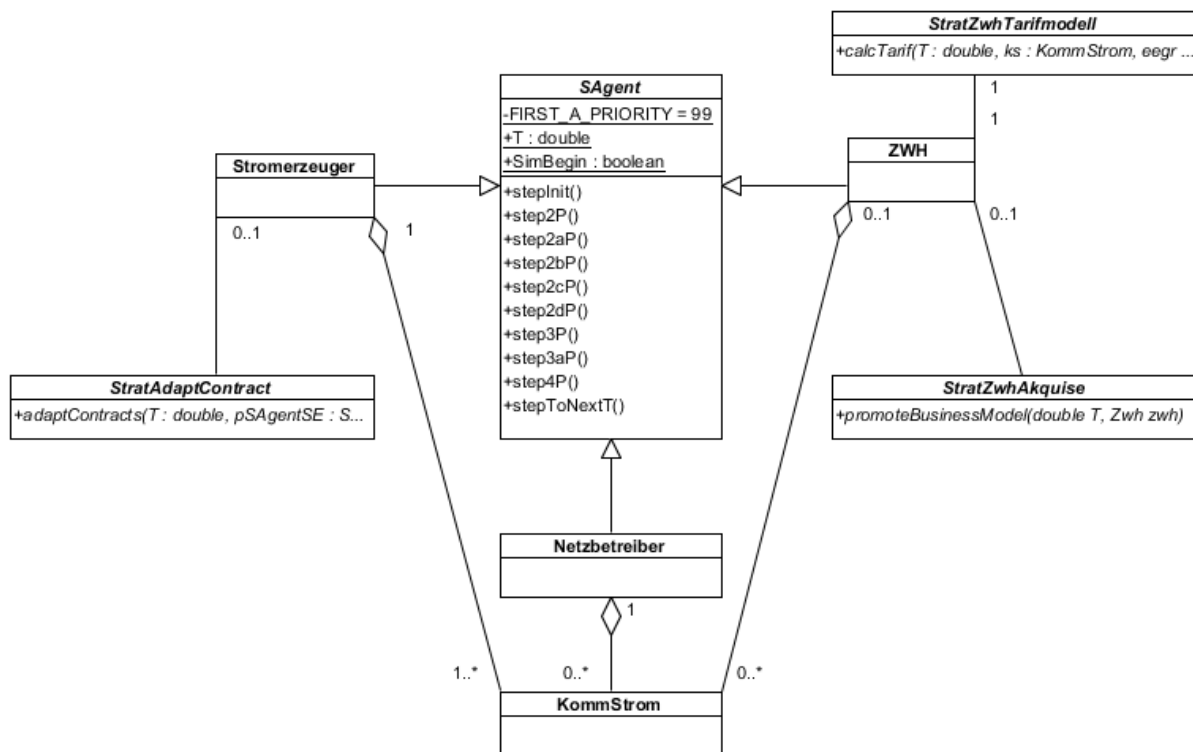 StratZwhTarifmodell
+calcTarif(T : double, ks : KommStrom, eegr ...
1
1
SAgent
-FIRST_A_PRIORITY = 99
+T : double
+SimBegin : boolean
+stepInit()
+step2P()
+step2aP()
+step2bP()
+step2cP()
+step2dP()
+step3P()
+step3aP()
+step4P()
+stepToNextT()
Stromerzeuger
0..1
1
ZWH
0..1
0..1
StratAdaptContract
+adaptContracts(T : double, pSAgentSE : S...
StratZwhAkquise
+promoteBusinessModel(double T, Zwh zwh)
Netzbetreiber
1
1..*
0..*
0..*
KommStrom